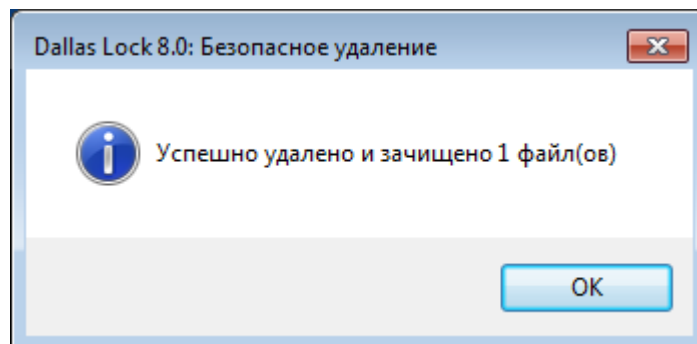 Dallas Lock 8.0: Безопасное удаление
Успешно удалено и зачищено 1 файл(ов)
OK